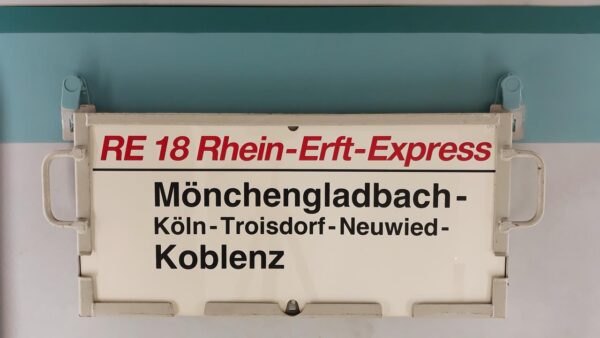 RE 18 Rhein-Erft-Express
Mönchengladbach-
Köln-Troisdorf-Neuwied-
Koblenz